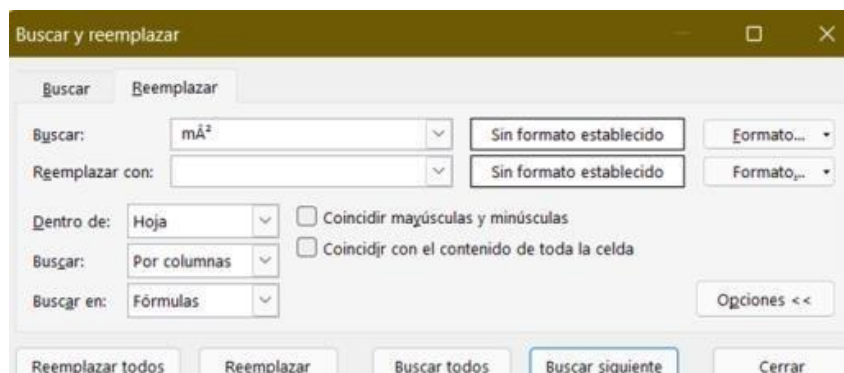 Buscar y reemplazar
Buscar Reemplazar
Buscar: mÂ² Sin formato establecido Formato...
Reemplazar con: Sin formato establecido Formato...
Dentro de: Hoja Coincidir mayúsculas y minúsculas
Coincidir con el contenido de toda la celda
Buscar: Por columnas
Buscar en: Fórmulas Opciones <<
Reemplazar todos Reemplazar Buscar todos Buscar siguiente Cerrar